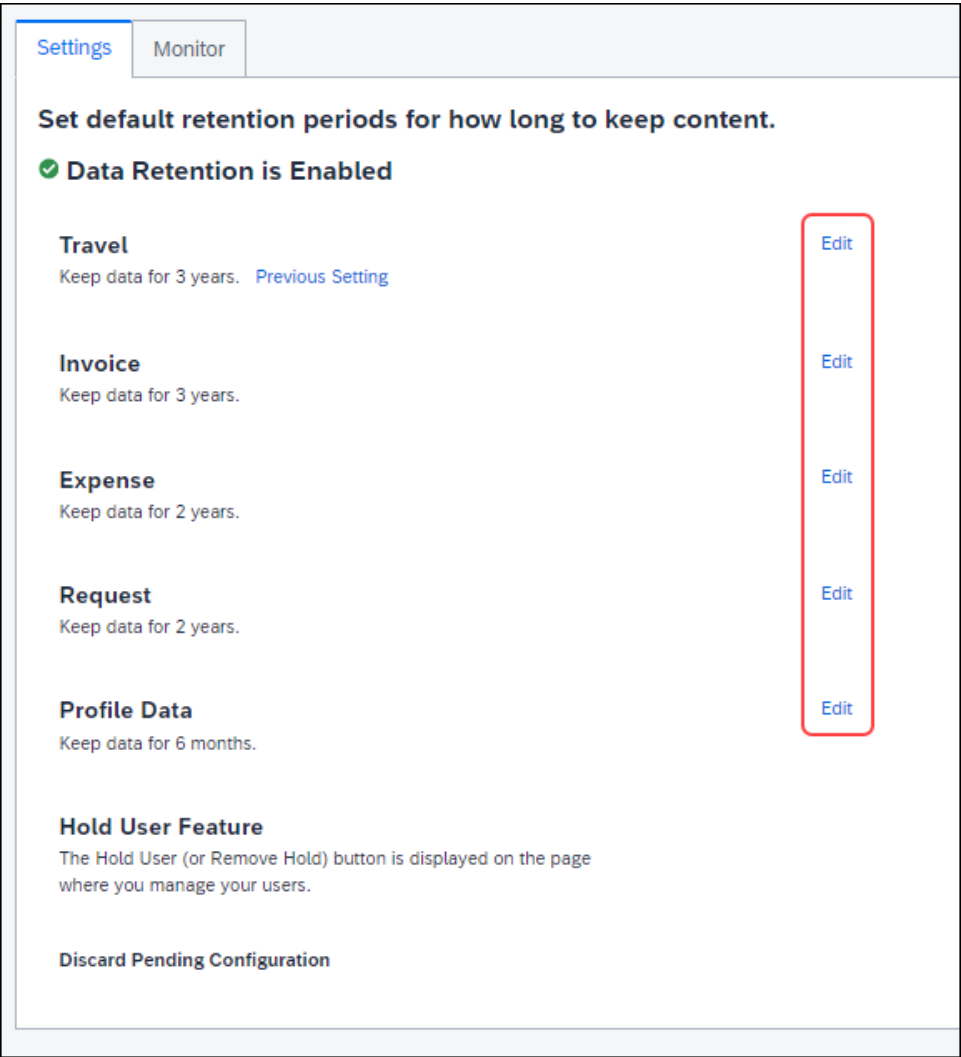 Settings
Monitor
Set default retention periods for how long to keep content.
Data Retention is Enabled
Travel
Edit
Keep data for 3 years. Previous Setting
Invoice
Edit
Keep data for 3 years.
Expense
Edit
Keep data for 2 years.
Request
Edit
Keep data for 2 years.
Profile Data
Edit
Keep data for 6 months.
Hold User Feature
The Hold User (or Remove Hold) button is displayed on the page
where you manage your users.
Discard Pending Configuration